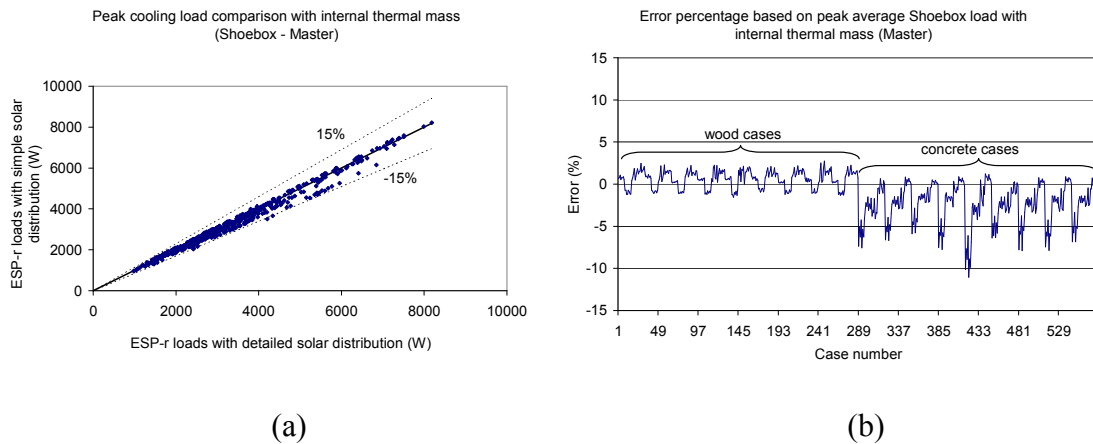 Peak cooling load comparison with internal thermal mass
(Shoebox - Master)
ESP-r loads with simple solar
distribution (W)
10000
8000
6000
4000
2000
0
15%
-15%
0 2000 4000 6000 8000 10000
ESP-r loads with detailed solar distribution (W)
(a)
Error percentage based on peak average Shoebox load with
internal thermal mass (Master)
Error (%)
15
10
5
0
-5
-10
-15
wood cases
concrete cases
1 49 97 145 193 241 289 337 385 433 481 529
Case number
(b)